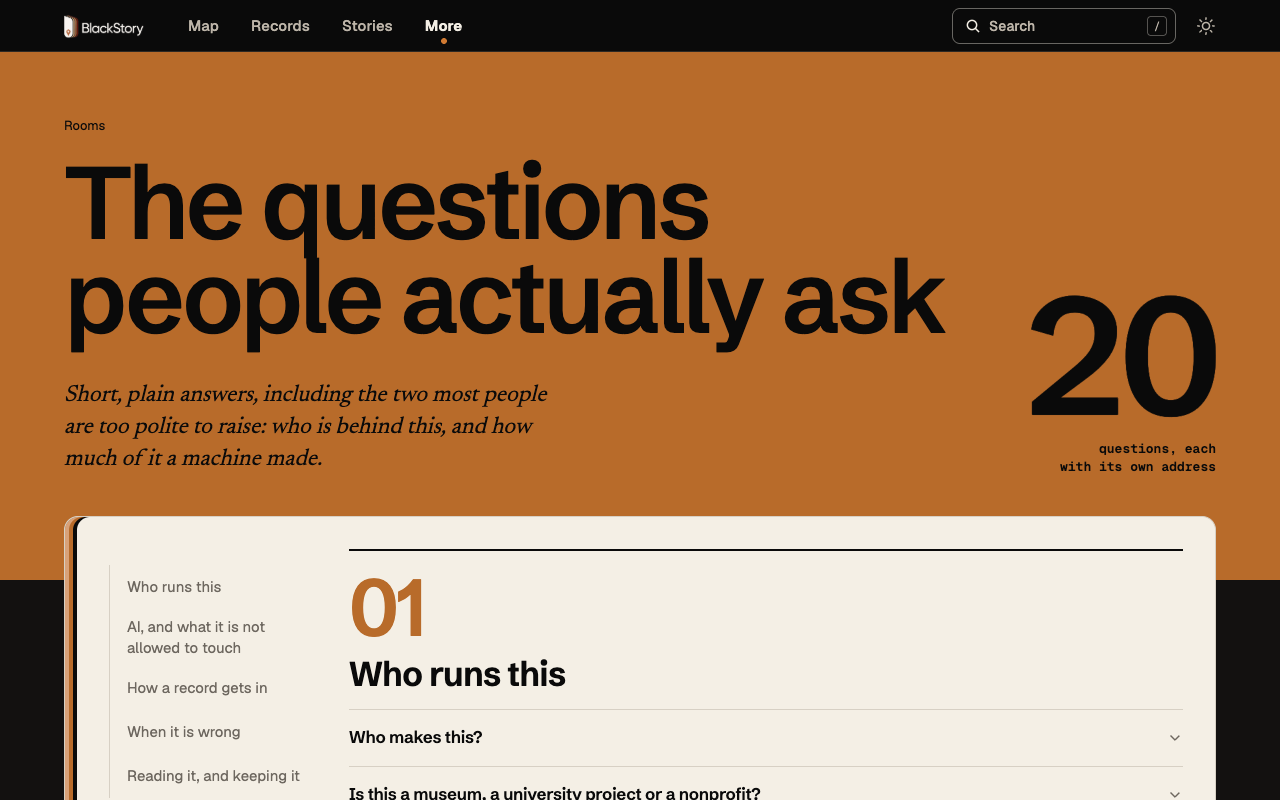 BlackStory
Map
Records
Stories
More
Search
/
Rooms
The questions
people actually ask
Short, plain answers, including the two most people
are too polite to raise: who is behind this, and how
much of it a machine made.
20
questions, each
with its own address
Who runs this
AI, and what it is not
allowed to touch
How a record gets in
When it is wrong
Reading it, and keeping it
01
Who runs this
Who makes this?
Is this a museum, a university project or a nonprofit?